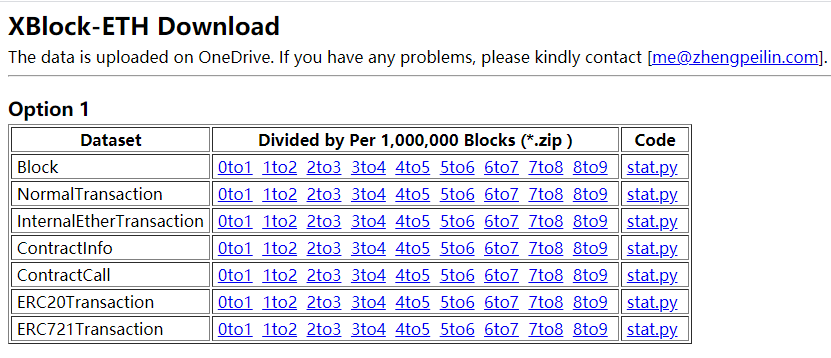 XBlock-ETH Download
The data is uploaded on OneDrive. If you have any problems, please kindly contact [me@zhengpeilin.com].
Option 1
Dataset Divided by Per 1,000,000 Blocks (*.zip ) Code
Block 0to1 1to2 2to3 3to4 4to5 5to6 6to7 7to8 8to9 stat.py
NormalTransaction 0to1 1to2 2to3 3to4 4to5 5to6 6to7 7to8 8to9 stat.py
InternalEtherTransaction 0to1 1to2 2to3 3to4 4to5 5to6 6to7 7to8 8to9 stat.py
ContractInfo 0to1 1to2 2to3 3to4 4to5 5to6 6to7 7to8 8to9 stat.py
ContractCall 0to1 1to2 2to3 3to4 4to5 5to6 6to7 7to8 8to9 stat.py
ERC20Transaction 0to1 1to2 2to3 3to4 4to5 5to6 6to7 7to8 8to9 stat.py
ERC721Transaction 0to1 1to2 2to3 3to4 4to5 5to6 6to7 7to8 8to9 stat.py